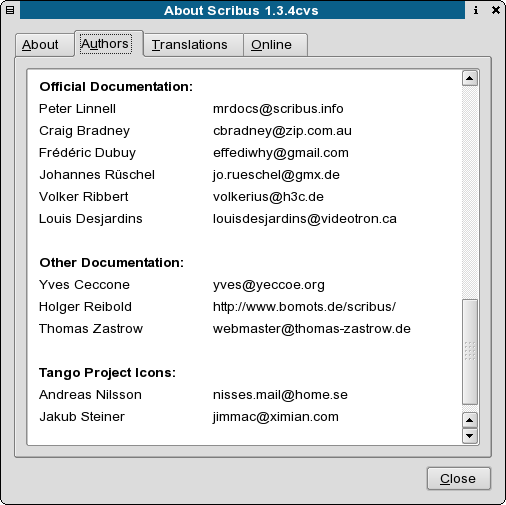 About Scribus 1.3.4cvs
About Authors Translations Online
Official Documentation:
Peter Linnell mrdocs@scribus.info
Craig Bradney cbradney@zip.com.au
Frédéric Dubuy effediwhy@gmail.com
Johannes Rüschel jo.rueschel@gmx.de
Volker Ribbert volkerius@h3c.de
Louis Desjardins louisdesjardins@videotron.ca
Other Documentation:
Yves Ceccone yves@yeccoe.org
Holger Reibold http://www.bomots.de/scribus/
Thomas Zastrow webmaster@thomas-zastrow.de
Tango Project Icons:
Andreas Nilsson nisses.mail@home.se
Jakub Steiner jimmac@ximian.com
Close